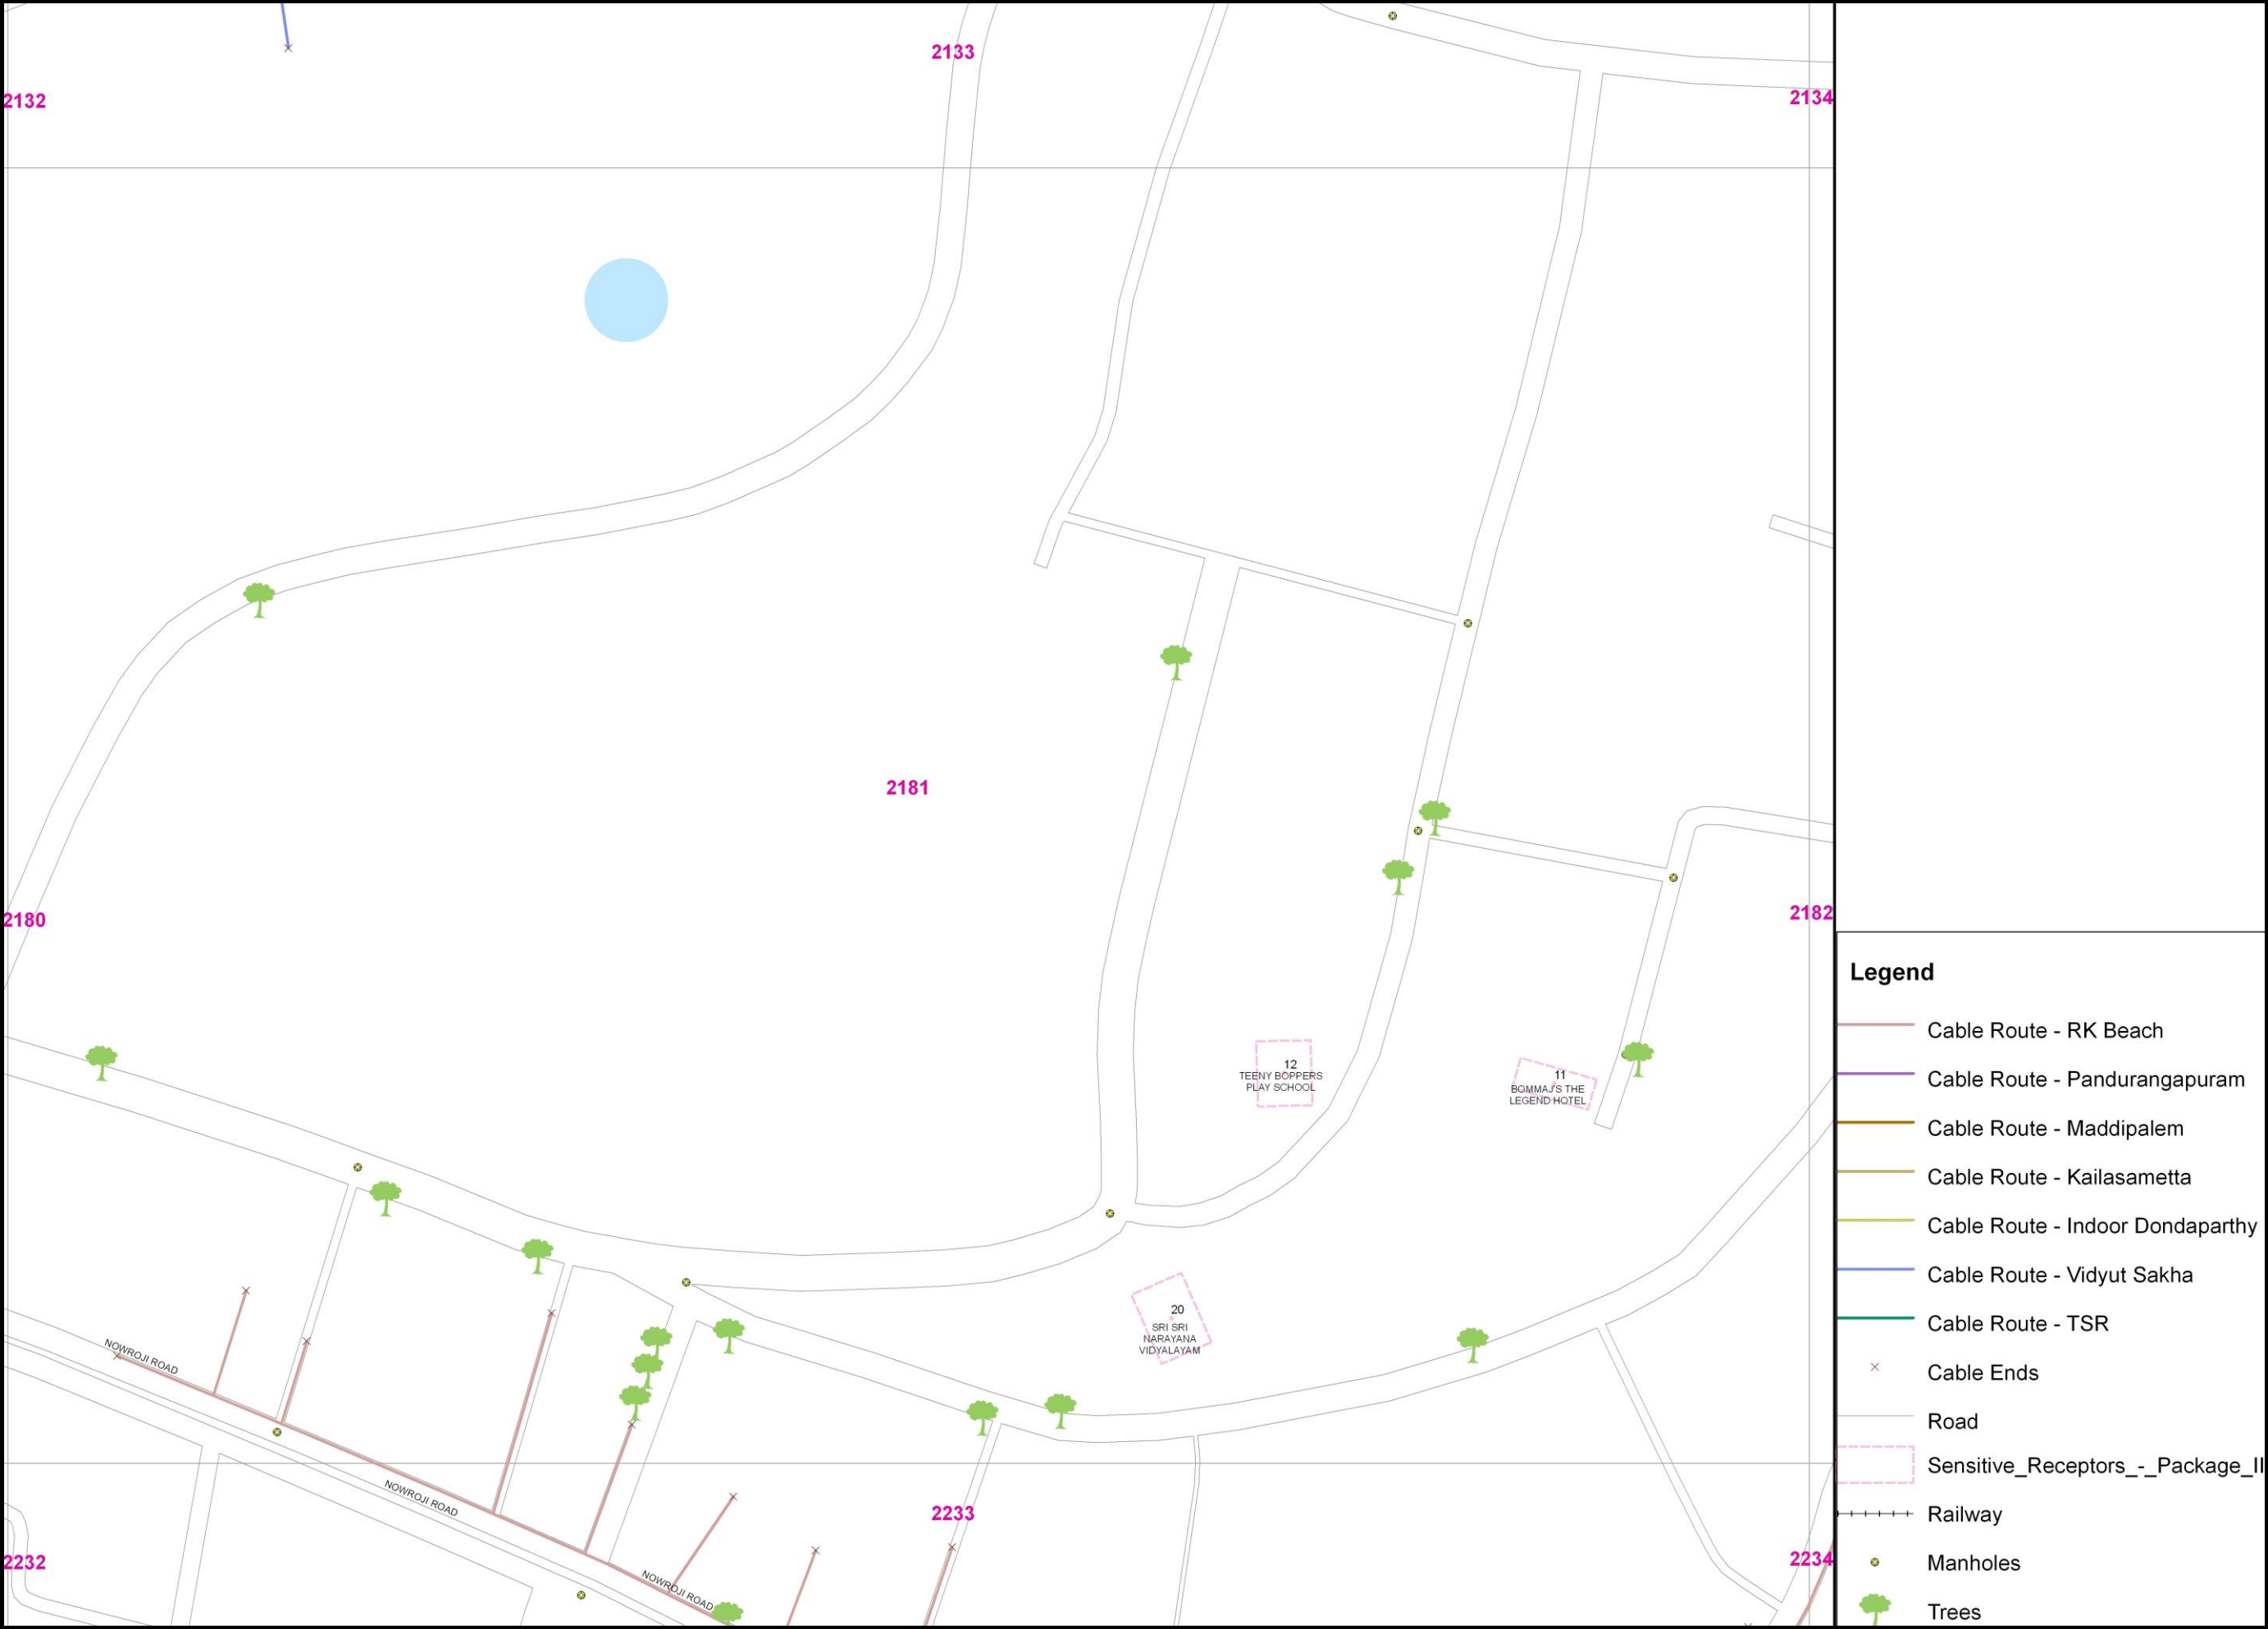 2133
2132
2134
2181
2180
2182
12
TEENY BOPPERS
PLAY SCHOOL
11
BOMMAJ'S THE
LEGEND HOTEL
20
SRI SRI
NARAYANA
VIDYALAYAM
NOWROJI ROAD
NOWROJI ROAD
2233
NOWROJI ROAD
2232
2234
Legend
Cable Route - RK Beach
Cable Route - Pandurangapuram
Cable Route - Maddipalem
Cable Route - Kailasametta
Cable Route - Indoor Dondaparthy
Cable Route - Vidyut Sakha
Cable Route - TSR
Cable Ends
Road
Sensitive_Receptors_-_Package_II
Railway
Manholes
Trees